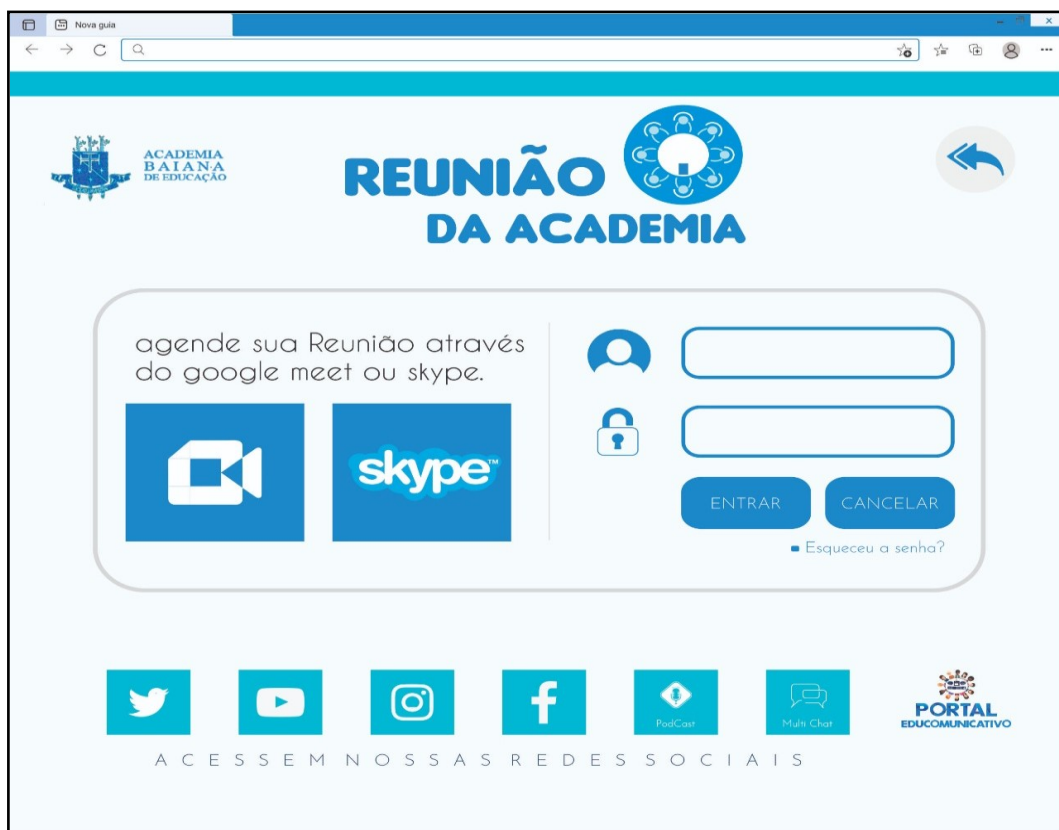 Nova guia
ACADEMIA
BAIANA
DE EDUCAÇÃO
REUNIÃO
DA ACADEMIA
agende sua Reunião através
do google meet ou skype.
skype™
ENTRAR
CANCELAR
Esqueceu a senha?
PodCast
Multi Chat
PORTAL
EDUCOMUNICATIVO
ACESSEM NOSSAS REDES SOCIAIS